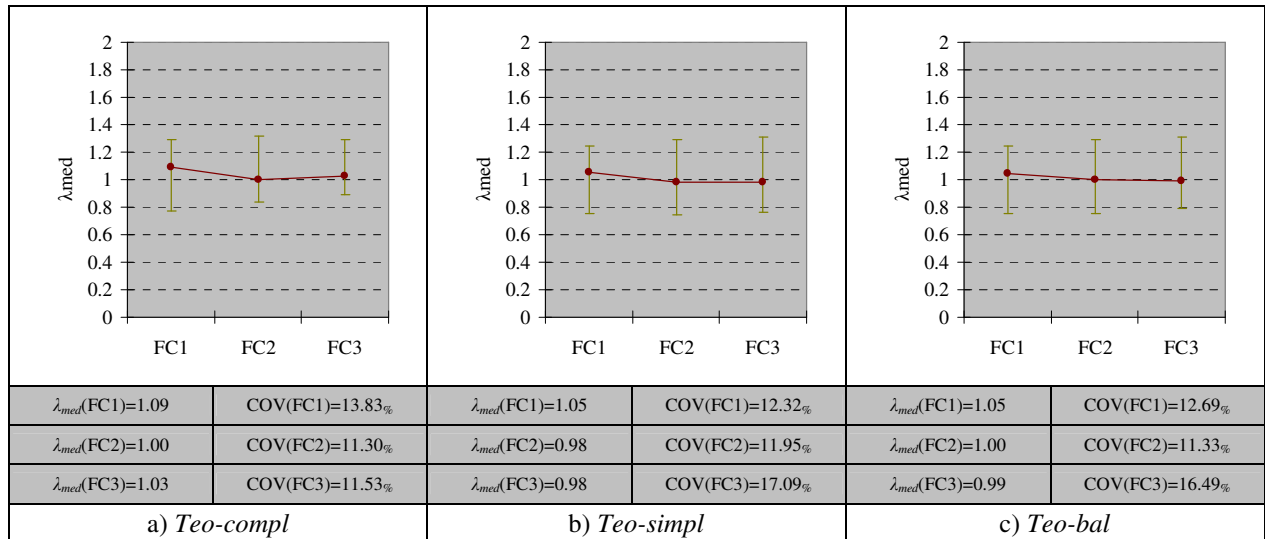 2
1.8
1.6
1.4
1.2
1
0.8
0.6
0.4
0.2
0
λmed
FC1 FC2 FC3
λmed(FC1)=1.09 COV(FC1)=13.83%
λmed(FC2)=1.00 COV(FC2)=11.30%
λmed(FC3)=1.03 COV(FC3)=11.53%
a) Teo-compl
2
1.8
1.6
1.4
1.2
1
0.8
0.6
0.4
0.2
0
λmed
FC1 FC2 FC3
λmed(FC1)=1.05 COV(FC1)=12.32%
λmed(FC2)=0.98 COV(FC2)=11.95%
λmed(FC3)=0.98 COV(FC3)=17.09%
b) Teo-simpl
2
1.8
1.6
1.4
1.2
1
0.8
0.6
0.4
0.2
0
λmed
FC1 FC2 FC3
λmed(FC1)=1.05 COV(FC1)=12.69%
λmed(FC2)=1.00 COV(FC2)=11.33%
λmed(FC3)=0.99 COV(FC3)=16.49%
c) Teo-bal